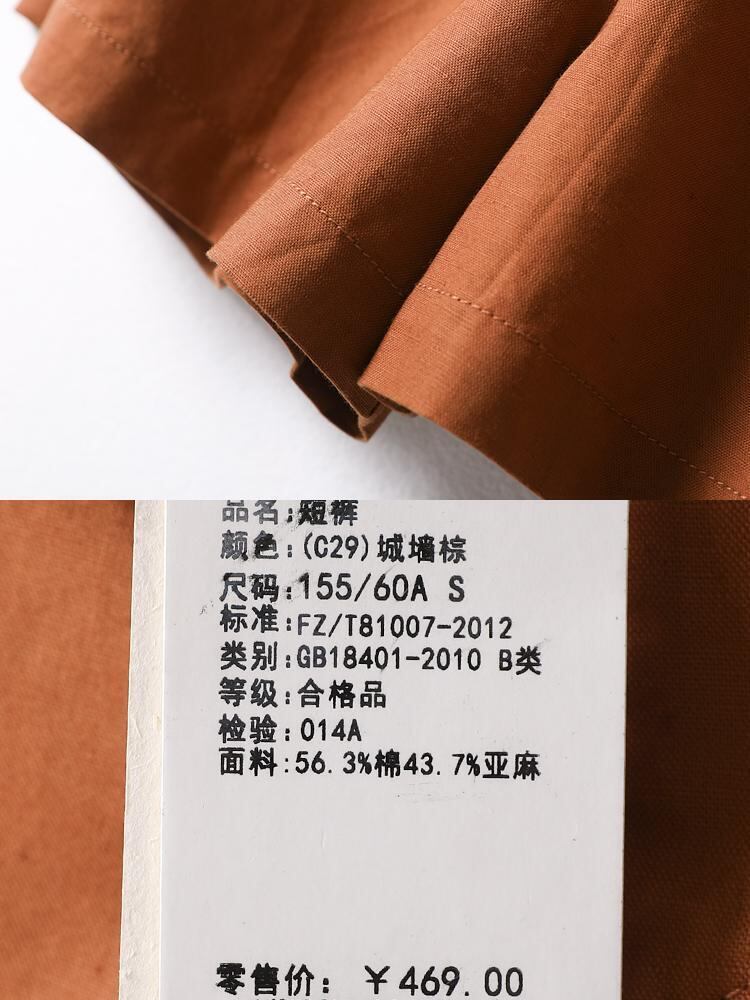 品名:短裤
颜色:(C29)城墙棕
尺码:155/60A S
标准:FZ/T81007-2012
类别:GB18401-2010 B类
等级:合格品
检验:014A
面料:56.3%棉43.7%亚麻
零售价: ￥469.00